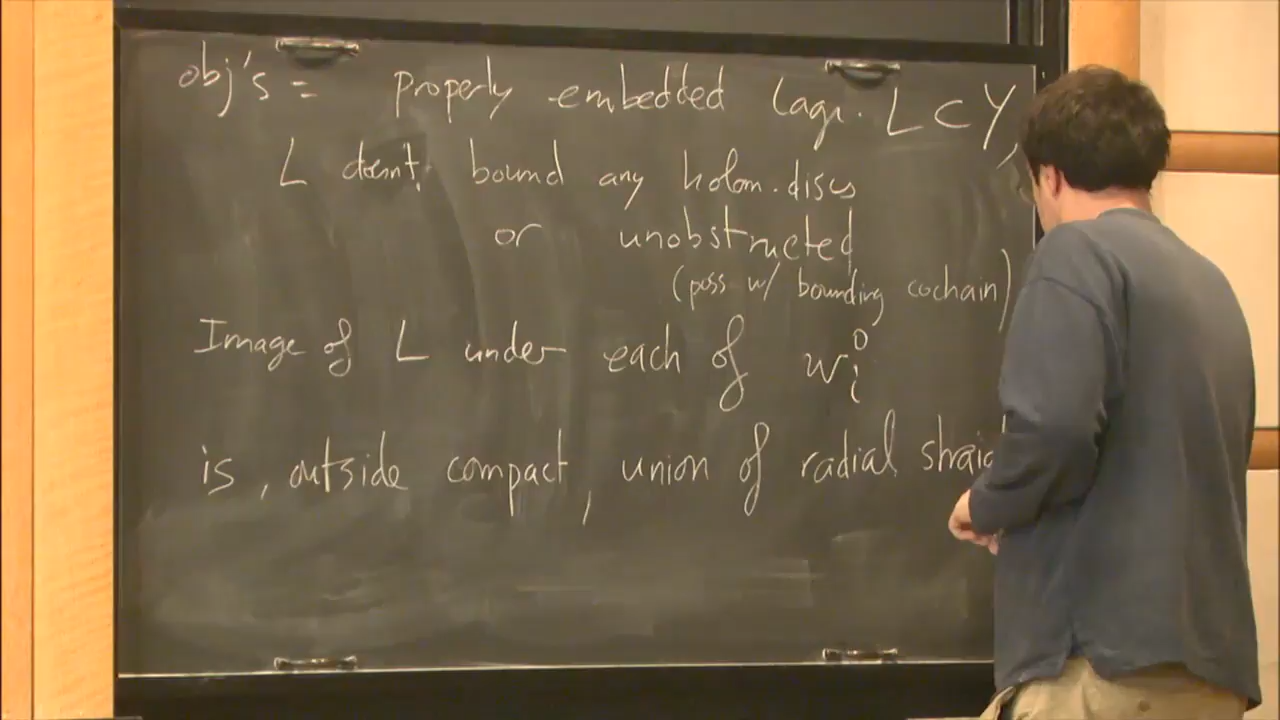 obj's = properly embedded Lagr. L ⊂ Y,
L doesn't bound any holom. discs
or unobstructed
(poss w/ bounding cochain)
Image of L under each of w_i^0
is, outside compact, union of radial straig